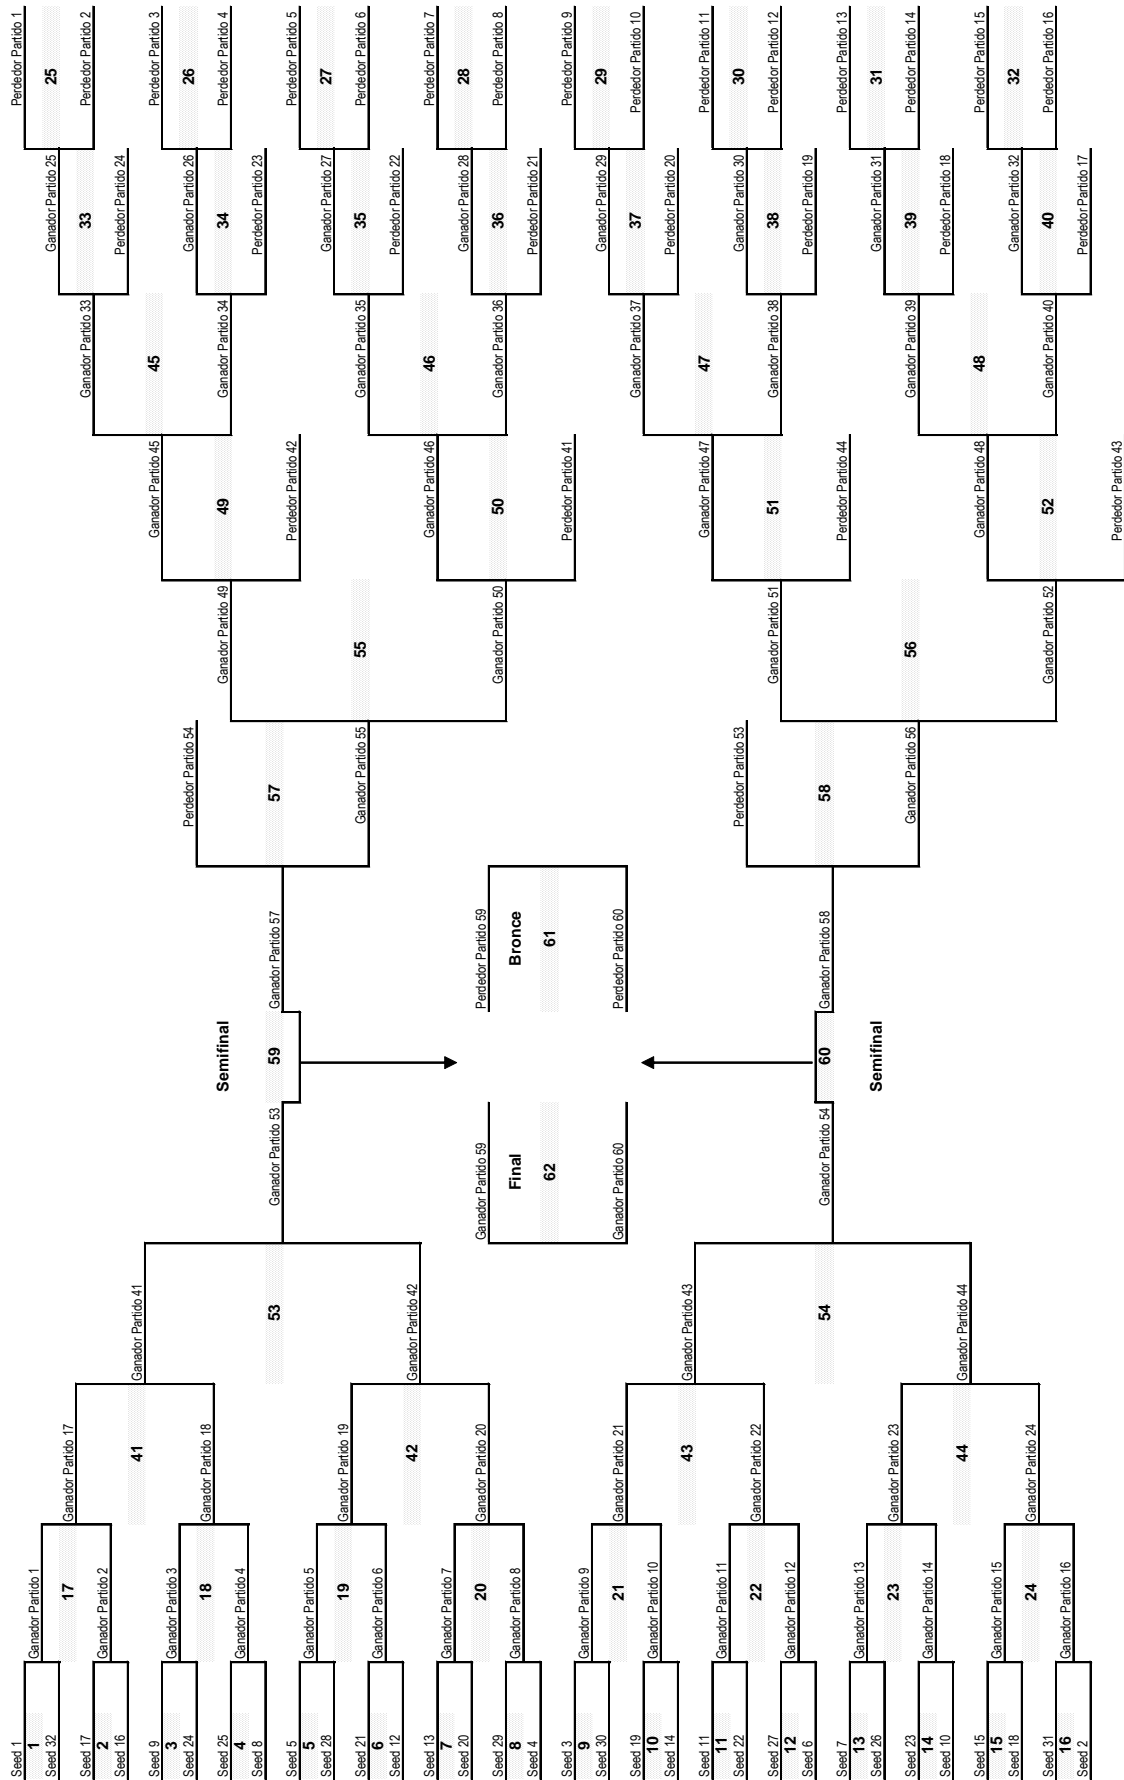 Seed 1
1
Seed 32
Seed 17
2
Seed 16
Seed 9
3
Seed 24
Seed 25
4
Seed 8
Seed 5
5
Seed 28
Seed 21
6
Seed 12
Seed 13
7
Seed 20
Seed 29
8
Seed 4
Seed 3
9
Seed 30
Seed 19
10
Seed 14
Seed 11
11
Seed 22
Seed 27
12
Seed 6
Seed 7
13
Seed 26
Seed 23
14
Seed 10
Seed 15
15
Seed 18
Seed 31
16
Seed 2
Ganador Partido 1
17
Ganador Partido 2
Ganador Partido 3
18
Ganador Partido 4
Ganador Partido 5
19
Ganador Partido 6
Ganador Partido 7
20
Ganador Partido 8
Ganador Partido 9
21
Ganador Partido 10
Ganador Partido 11
22
Ganador Partido 12
Ganador Partido 13
23
Ganador Partido 14
Ganador Partido 15
24
Ganador Partido 16
Ganador Partido 17
41
Ganador Partido 18
Ganador Partido 19
42
Ganador Partido 20
Ganador Partido 21
43
Ganador Partido 22
Ganador Partido 23
44
Ganador Partido 24
Ganador Partido 41
53
Ganador Partido 42
Ganador Partido 43
54
Ganador Partido 44
Ganador Partido 53
Ganador Partido 59
Final
62
Ganador Partido 60
Ganador Partido 54
Semifinal
59
60
Semifinal
Ganador Partido 57
Perdedor Partido 59
Bronce
61
Perdedor Partido 60
Ganador Partido 58
Perdedor Partido 54
57
Ganador Partido 55
Perdedor Partido 53
58
Ganador Partido 56
Ganador Partido 49
55
Ganador Partido 50
Ganador Partido 51
56
Ganador Partido 52
Ganador Partido 45
49
Perdedor Partido 42
Ganador Partido 46
50
Perdedor Partido 41
Ganador Partido 47
51
Perdedor Partido 44
Ganador Partido 48
52
Perdedor Partido 43
Ganador Partido 33
45
Ganador Partido 34
Ganador Partido 35
46
Ganador Partido 36
Ganador Partido 37
47
Ganador Partido 38
Ganador Partido 39
48
Ganador Partido 40
Ganador Partido 25
33
Perdedor Partido 24
Ganador Partido 26
34
Perdedor Partido 23
Ganador Partido 27
35
Perdedor Partido 22
Ganador Partido 28
36
Perdedor Partido 21
Ganador Partido 29
37
Perdedor Partido 20
Ganador Partido 30
38
Perdedor Partido 19
Ganador Partido 31
39
Perdedor Partido 18
Ganador Partido 32
40
Perdedor Partido 17
Perdedor Partido 1
25
Perdedor Partido 2
Perdedor Partido 3
26
Perdedor Partido 4
Perdedor Partido 5
27
Perdedor Partido 6
Perdedor Partido 7
28
Perdedor Partido 8
Perdedor Partido 9
29
Perdedor Partido 10
Perdedor Partido 11
30
Perdedor Partido 12
Perdedor Partido 13
31
Perdedor Partido 14
Perdedor Partido 15
32
Perdedor Partido 16